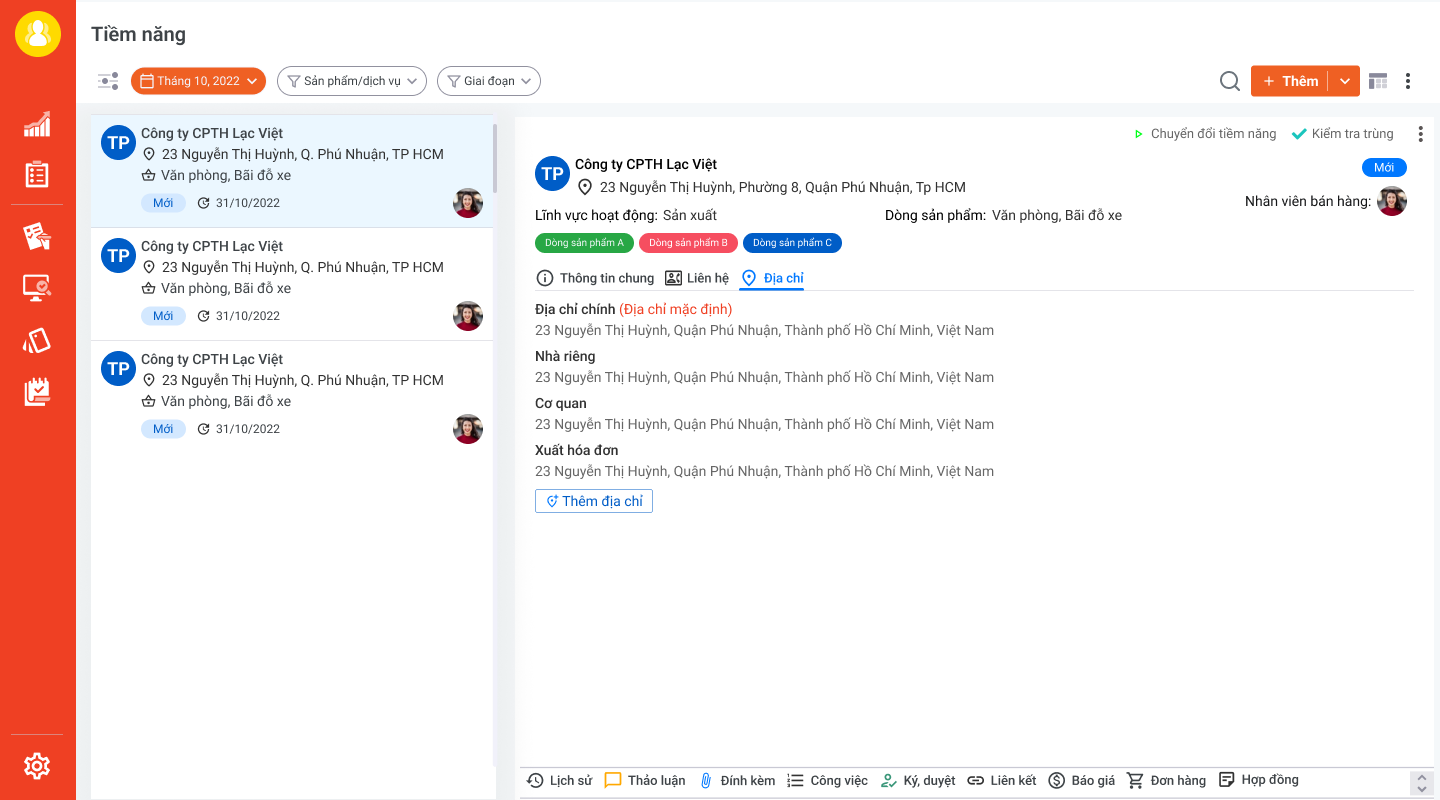 Tiềm năng
Tháng 10, 2022
Sản phẩm/dịch vụ
Giai đoạn
Thêm
TP
Công ty CPTH Lạc Việt
23 Nguyễn Thị Huỳnh, Q. Phú Nhuận, TP HCM
Văn phòng, Bãi đỗ xe
Mới
31/10/2022
TP
Công ty CPTH Lạc Việt
23 Nguyễn Thị Huỳnh, Q. Phú Nhuận, TP HCM
Văn phòng, Bãi đỗ xe
Mới
31/10/2022
TP
Công ty CPTH Lạc Việt
23 Nguyễn Thị Huỳnh, Q. Phú Nhuận, TP HCM
Văn phòng, Bãi đỗ xe
Mới
31/10/2022
Chuyển đổi tiềm năng
Kiểm tra trùng
TP
Công ty CPTH Lạc Việt
Mới
23 Nguyễn Thị Huỳnh, Phường 8, Quận Phú Nhuận, Tp HCM
Nhân viên bán hàng:
Lĩnh vực hoạt động: Sản xuất
Dòng sản phẩm: Văn phòng, Bãi đỗ xe
Dòng sản phẩm A
Dòng sản phẩm B
Dòng sản phẩm C
Thông tin chung
Liên hệ
Địa chỉ
Địa chỉ chính (Địa chỉ mặc định)
23 Nguyễn Thị Huỳnh, Quận Phú Nhuận, Thành phố Hồ Chí Minh, Việt Nam
Nhà riêng
23 Nguyễn Thị Huỳnh, Quận Phú Nhuận, Thành phố Hồ Chí Minh, Việt Nam
Cơ quan
23 Nguyễn Thị Huỳnh, Quận Phú Nhuận, Thành phố Hồ Chí Minh, Việt Nam
Xuất hóa đơn
23 Nguyễn Thị Huỳnh, Quận Phú Nhuận, Thành phố Hồ Chí Minh, Việt Nam
Thêm địa chỉ
Lịch sử
Thảo luận
Đính kèm
Công việc
Ký, duyệt
Liên kết
Báo giá
Đơn hàng
Hợp đồng